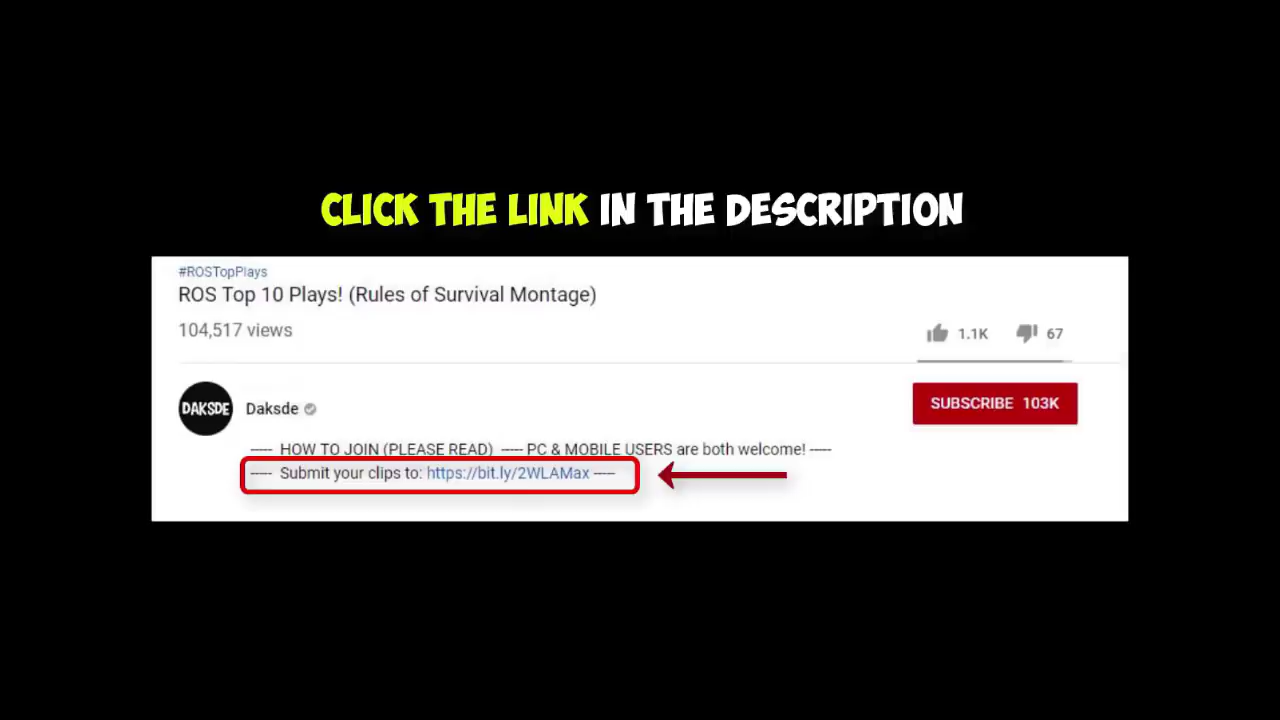 CLICK THE LINK IN THE DESCRIPTION
#ROSTopPlays
ROS Top 10 Plays! (Rules of Survival Montage)
104,517 views
1.1K 67
DAKSDE
Daksde
SUBSCRIBE 103K
----- HOW TO JOIN (PLEASE READ) ----- PC & MOBILE USERS are both welcome! -----
----- Submit your clips to: https://bit.ly/2WLAMax -----